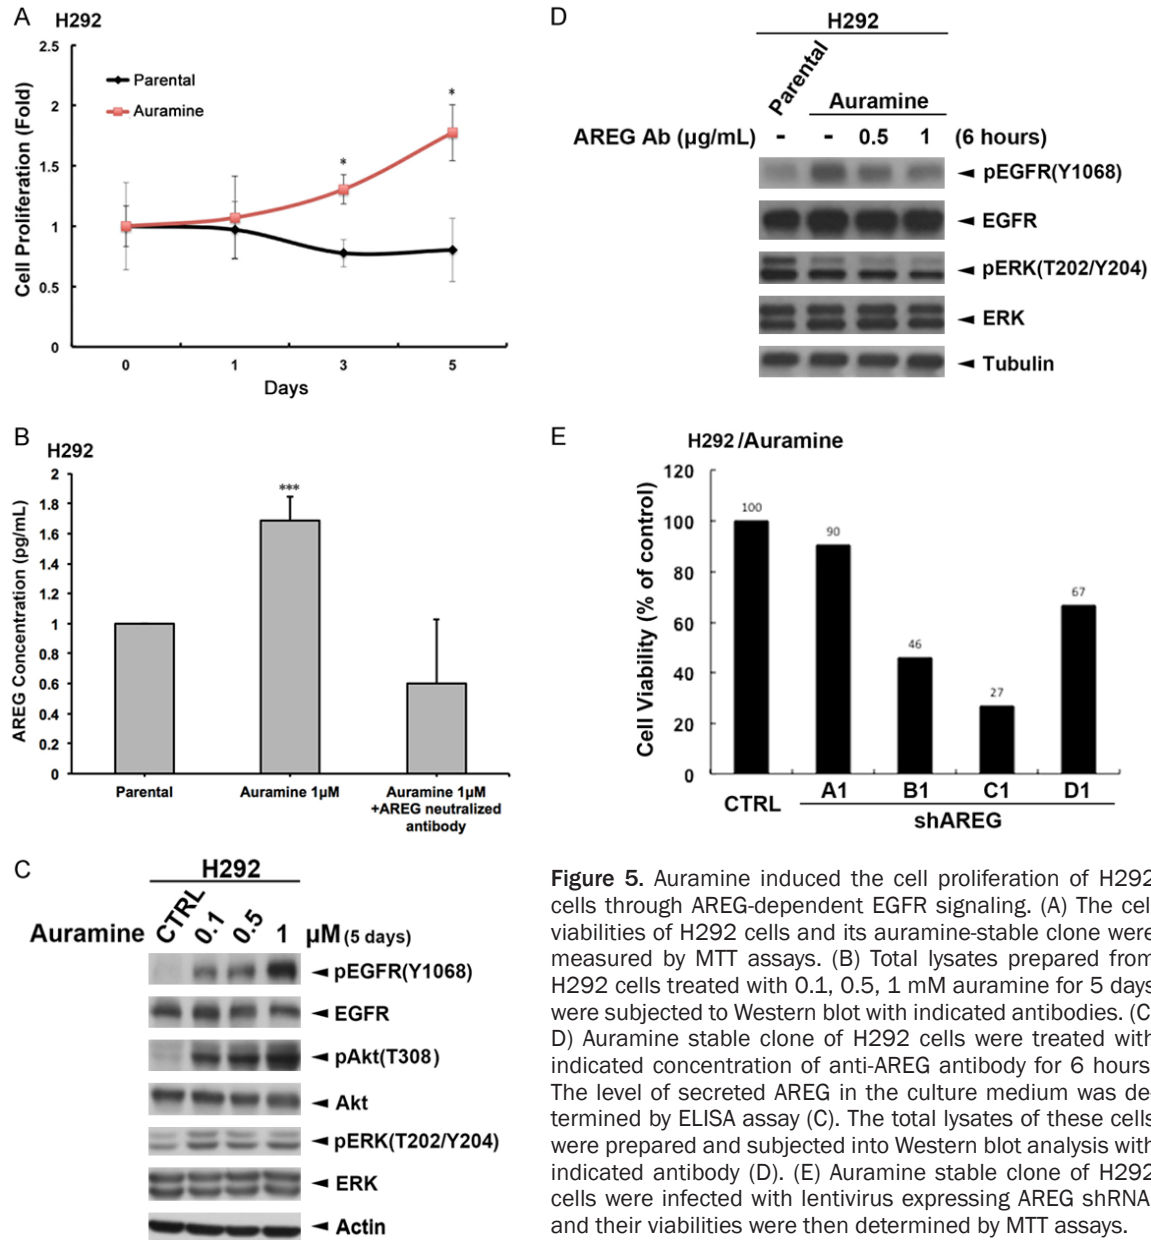 A
H292
2.5
2
1.5
1
0.5
0
Cell Proliferation (Fold)
Parental
Auramine
*
*
0 1 3 5
Days
B
H292
2
1.8
1.6
1.4
1.2
1
0.8
0.6
0.4
0.2
0
AREG Concentration (pg/mL)
***
Parental
Auramine 1µM
Auramine 1µM
+AREG neutralized
antibody
C
H292
Auramine CTRL 0.1 0.5 1 µM (5 days)
pEGFR(Y1068)
EGFR
pAkt(T308)
Akt
pERK(T202/Y204)
ERK
Actin
D
H292
Parental
Auramine
AREG Ab (µg/mL) - - 0.5 1 (6 hours)
pEGFR(Y1068)
EGFR
pERK(T202/Y204)
ERK
Tubulin
E
H292/Auramine
120
100
80
60
40
20
0
Cell Viability (% of control)
100
90
46
27
67
CTRL A1 B1 C1 D1
shAREG
Figure 5. Auramine induced the cell proliferation of H292
cells through AREG-dependent EGFR signaling. (A) The cell
viabilities of H292 cells and its auramine-stable clone were
measured by MTT assays. (B) Total lysates prepared from
H292 cells treated with 0.1, 0.5, 1 mM auramine for 5 days
were subjected to Western blot with indicated antibodies. (C,
D) Auramine stable clone of H292 cells were treated with
indicated concentration of anti-AREG antibody for 6 hours.
The level of secreted AREG in the culture medium was de-
termined by ELISA assay (C). The total lysates of these cells
were prepared and subjected into Western blot analysis with
indicated antibody (D). (E) Auramine stable clone of H292
cells were infected with lentivirus expressing AREG shRNA,
and their viabilities were then determined by MTT assays.